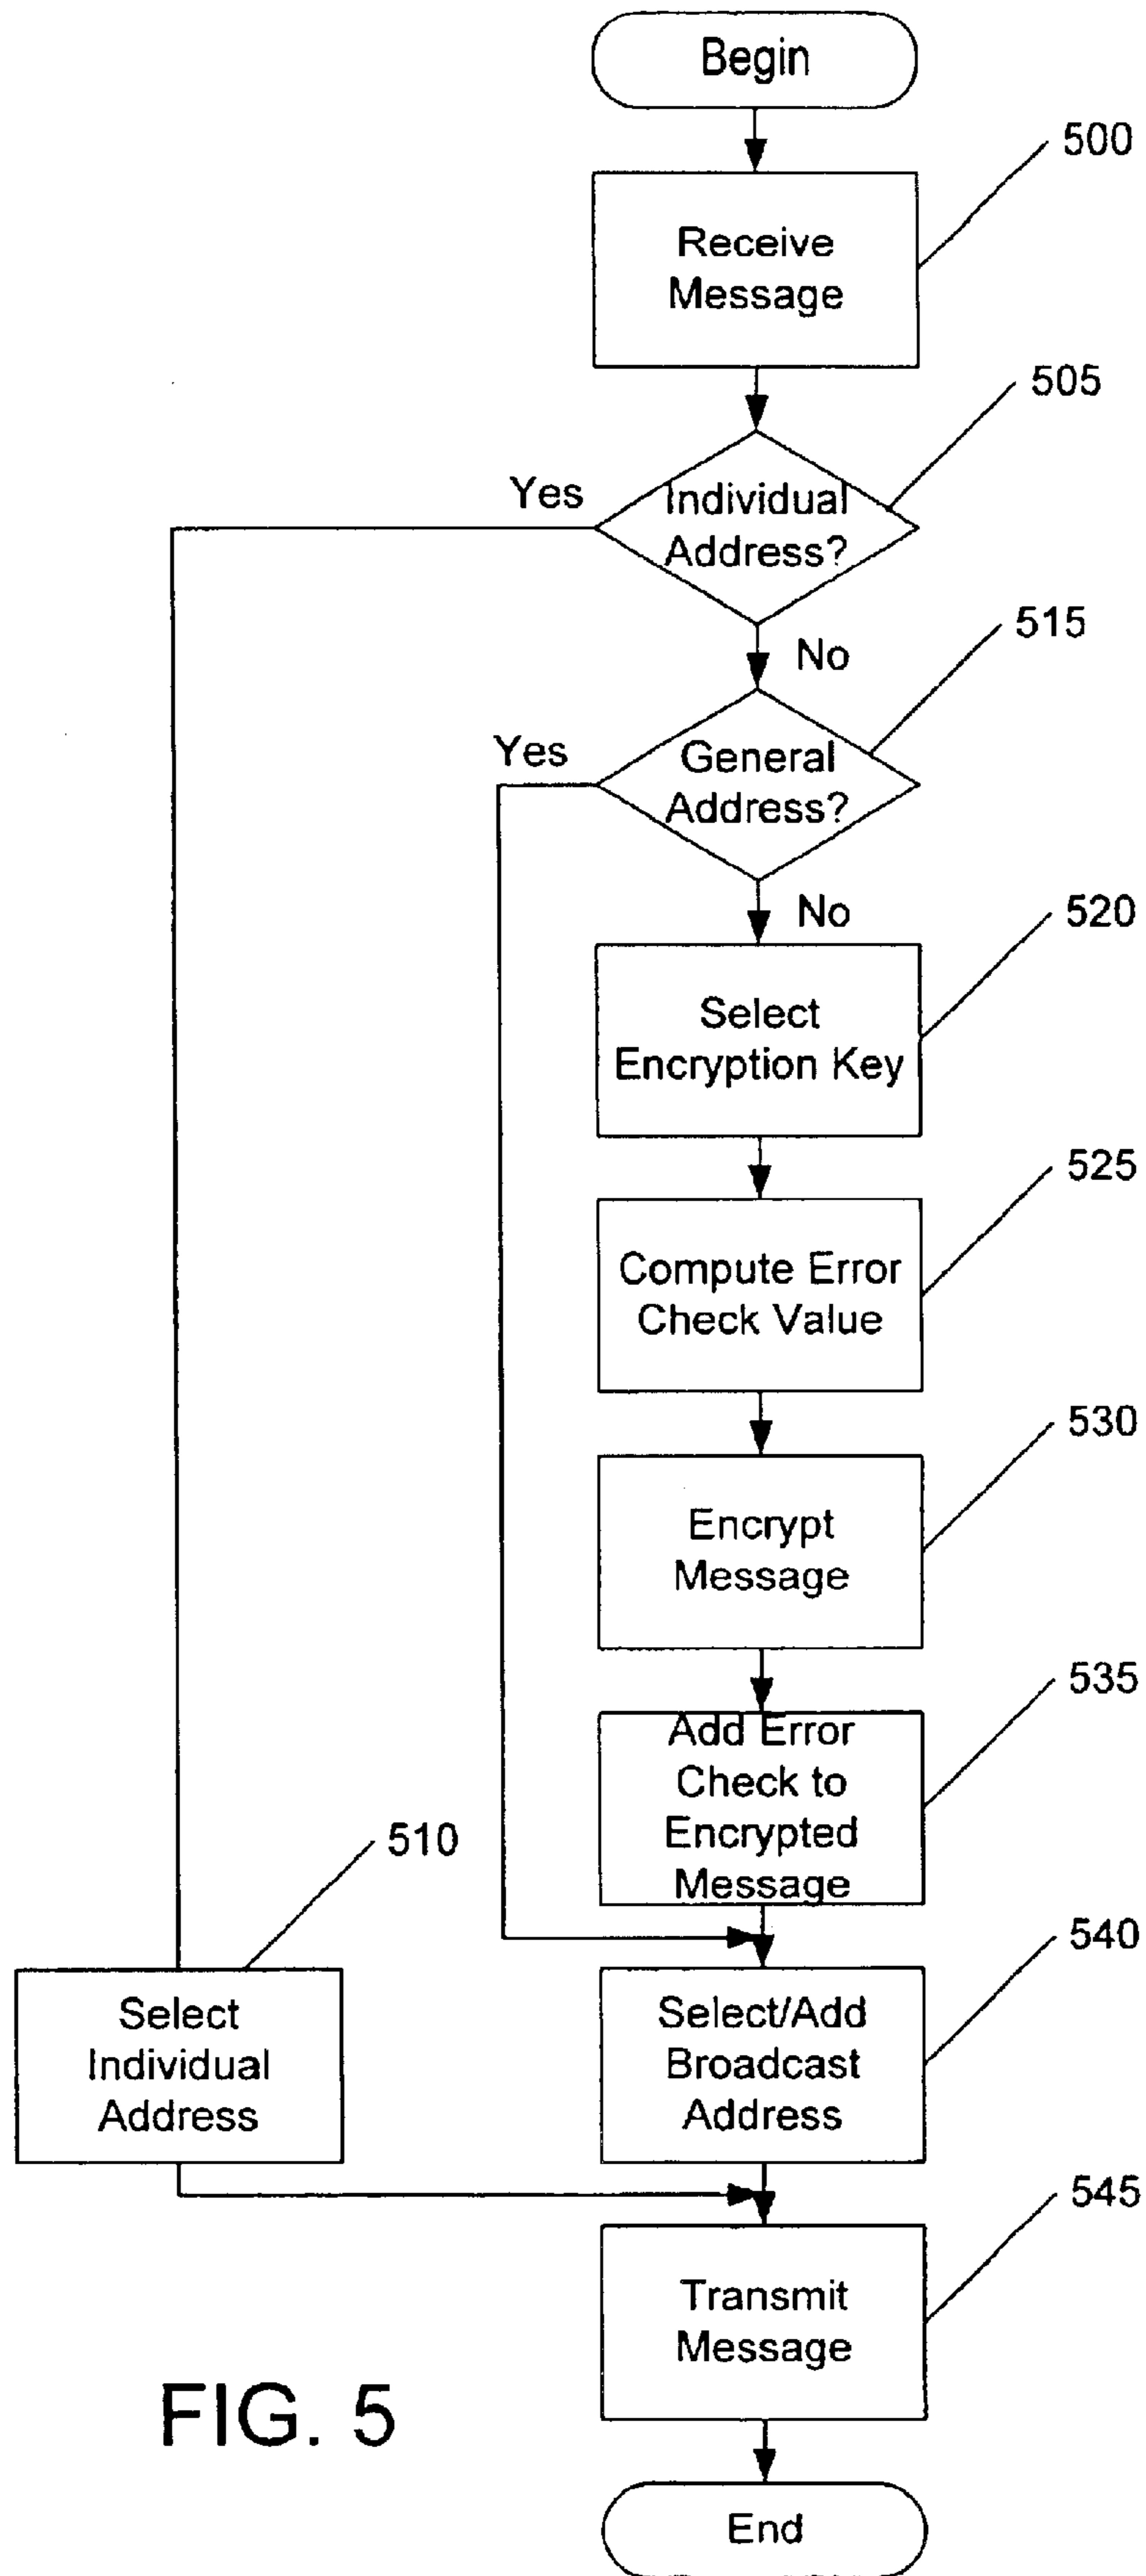 Begin
500
Receive
Message
505
Yes
Individual
Address?
No
515
Yes
General
Address?
No
520
Select
Encryption Key
525
Compute Error
Check Value
530
Encrypt
Message
535
Add Error
Check to
Encrypted
Message
510
Select
Individual
Address
540
Select/Add
Broadcast
Address
545
Transmit
Message
FIG. 5
End